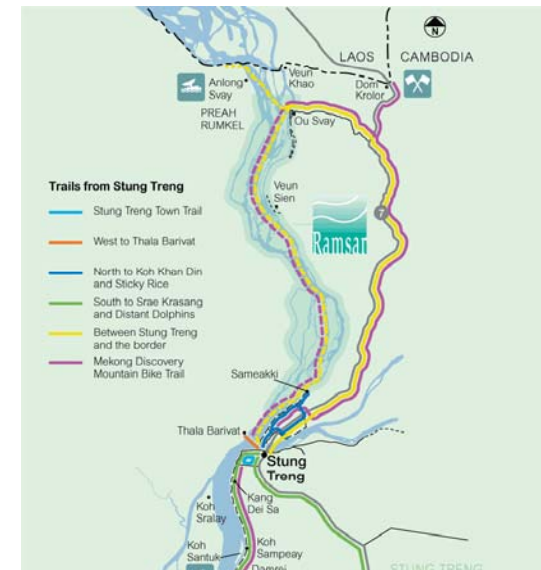 N
LAOS
CAMBODIA
Anlong
Svay
Veun
Khao
Dom
Krolor
PREAH
RUMKEL
Ou Svay
Trails from Stung Treng
Veun
Sien
Stung Treng Town Trail
7
Ramsar
West to Thala Barivat
North to Koh Khan Din
and Sticky Rice
South to Srae Krasang
and Distant Dolphins
Between Stung Treng
and the border
Mekong Discovery
Mountain Bike Trail
Sameakki
Thala Barivat
Stung
Treng
Kang
Dei Sa
Koh
Sralay
Koh
Santuk
Koh
Sampeay
Damrei
STUNG TRENG